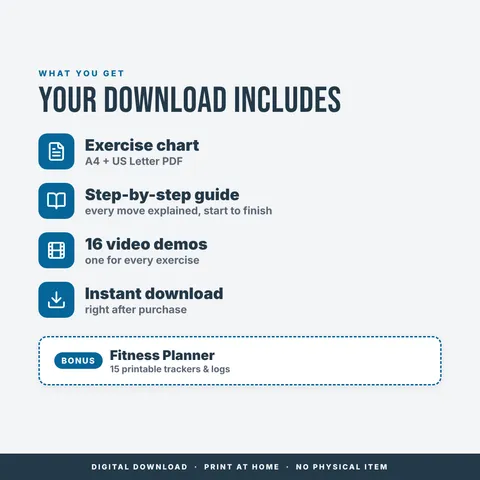 WHAT YOU GET
YOUR DOWNLOAD INCLUDES
Exercise chart
A4 + US Letter PDF
Step-by-step guide
every move explained, start to finish
16 video demos
one for every exercise
Instant download
right after purchase
BONUS
Fitness Planner
15 printable trackers & logs
DIGITAL DOWNLOAD · PRINT AT HOME · NO PHYSICAL ITEM